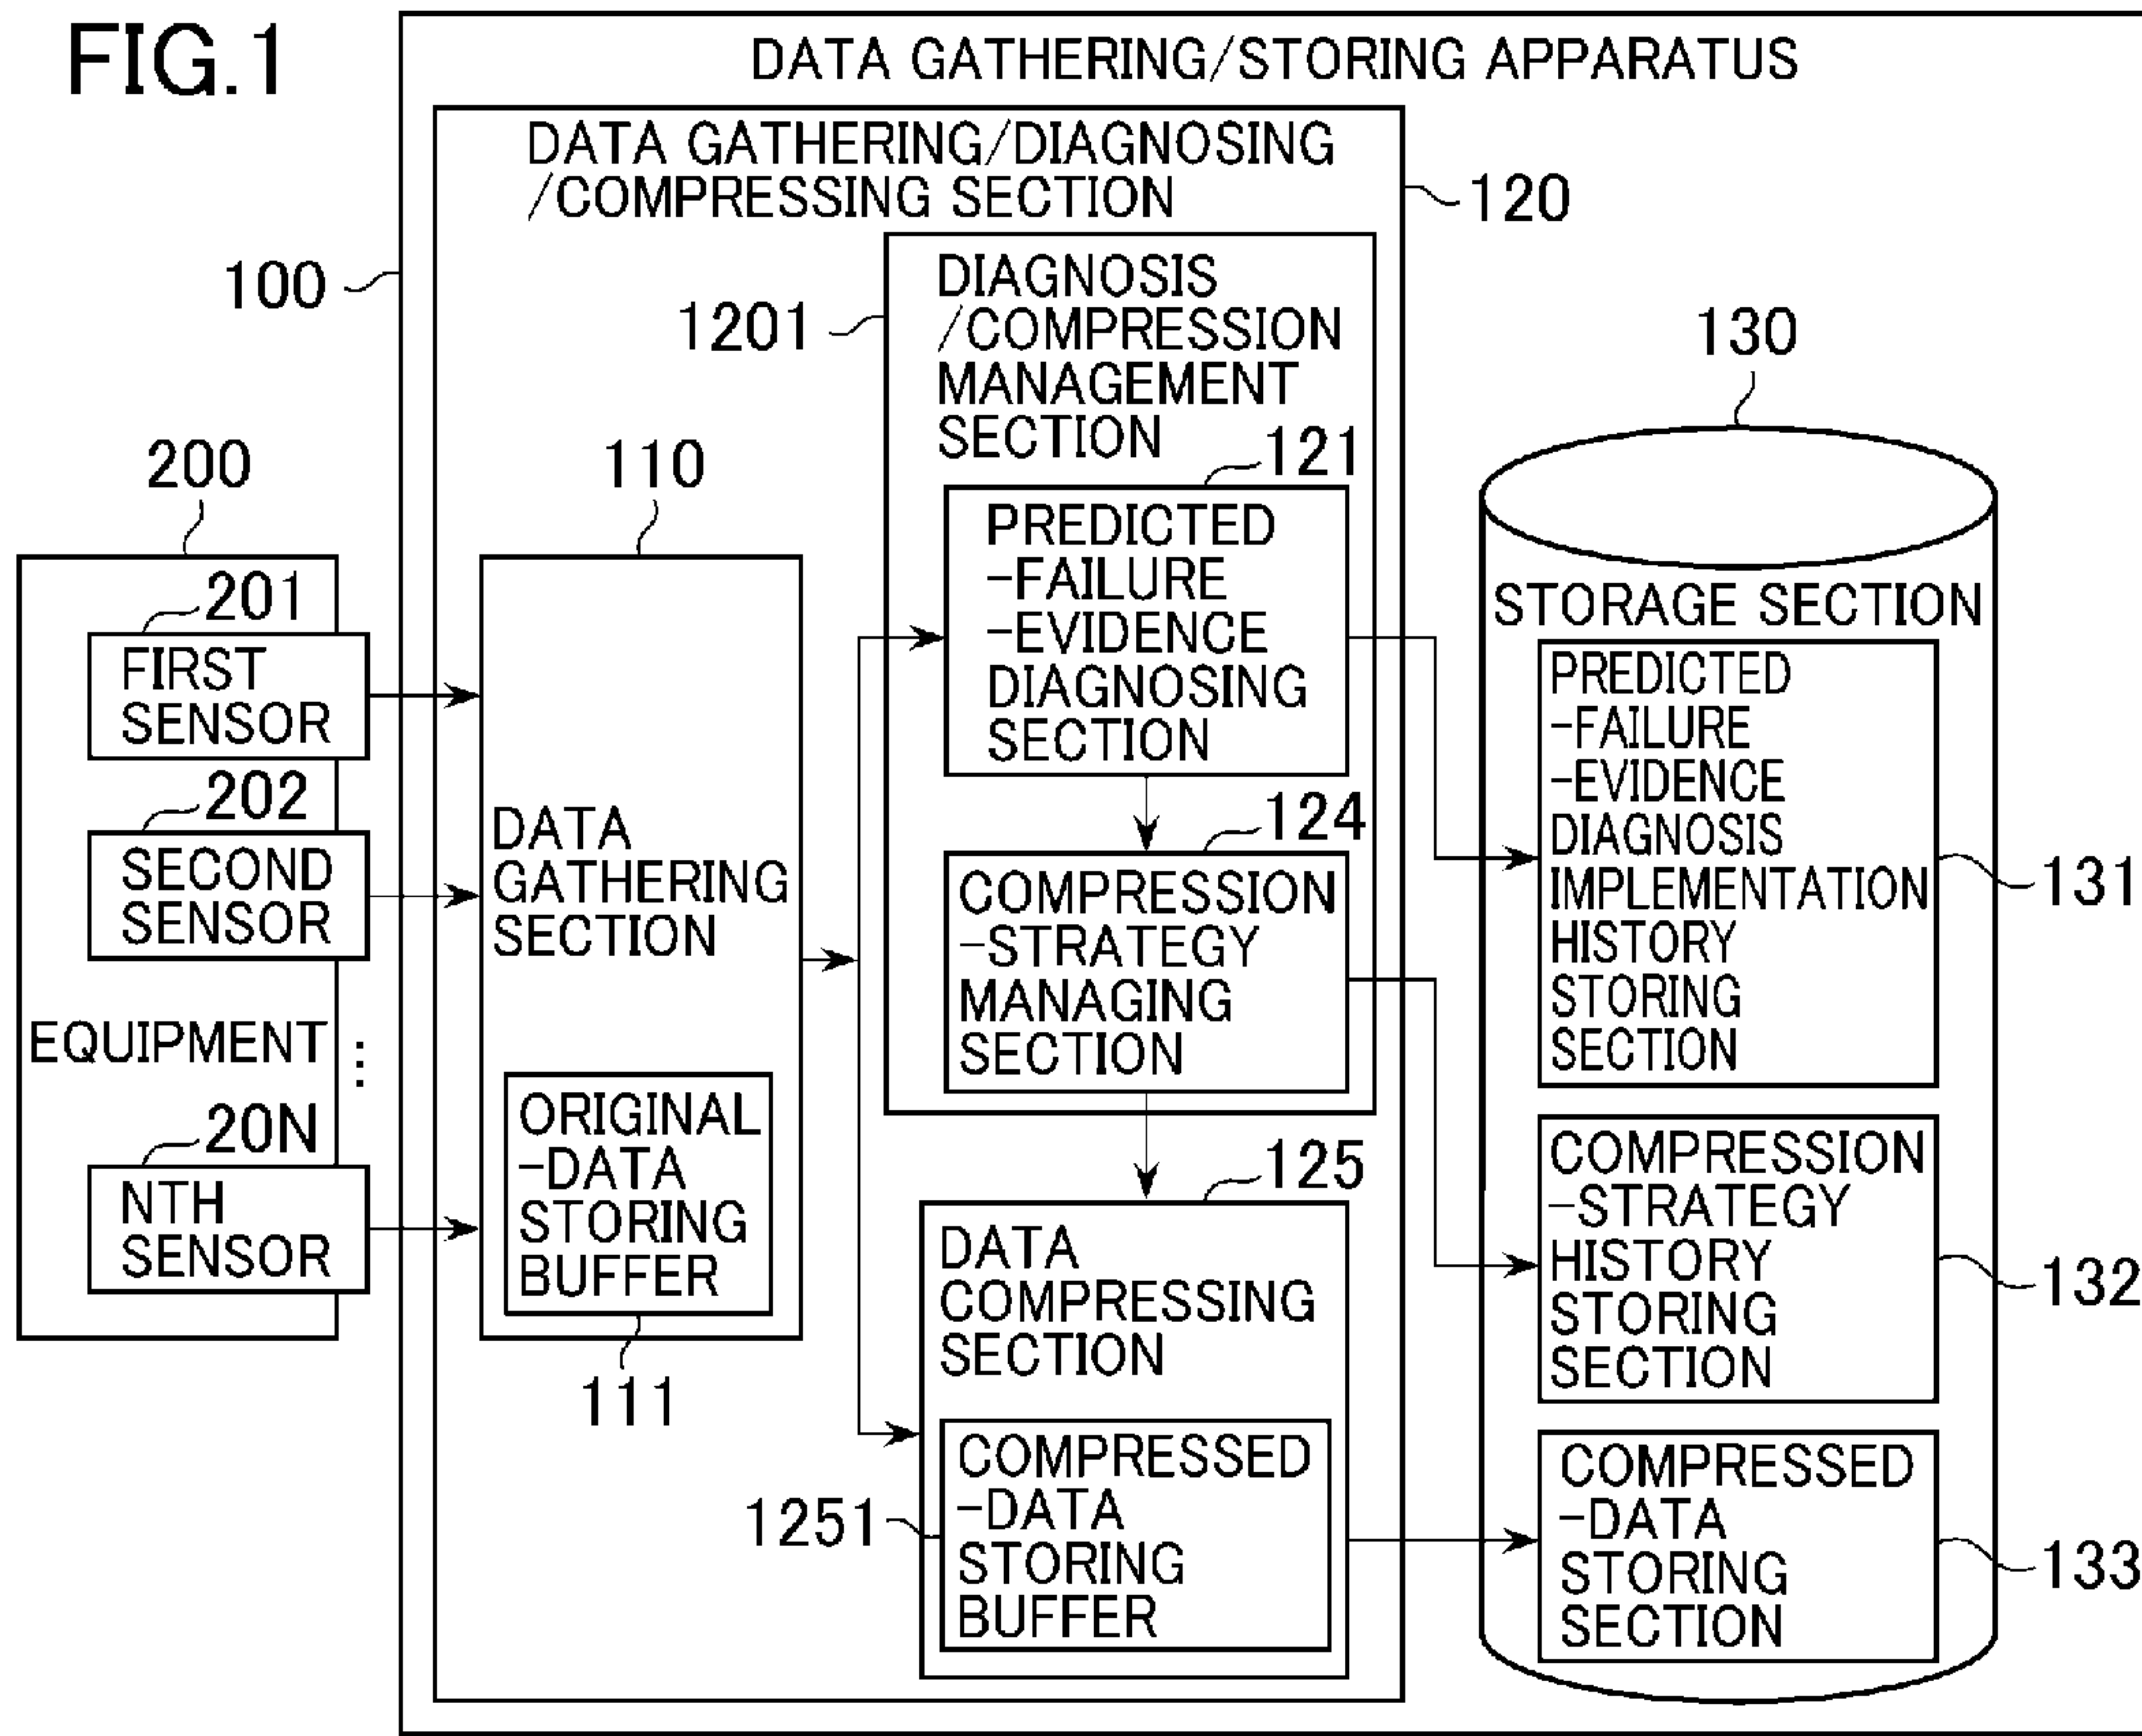 FIG.1
DATA GATHERING/STORING APPARATUS
DATA GATHERING/DIAGNOSING
/COMPRESSING SECTION
120
100
1201
DIAGNOSIS
/COMPRESSION
MANAGEMENT
SECTION
130
200
110
121
201
FIRST
SENSOR
202
SECOND
SENSOR
EQUIPMENT
⋮
20N
NTH
SENSOR
DATA
GATHERING
SECTION
ORIGINAL
-DATA
STORING
BUFFER
111
PREDICTED
-FAILURE
-EVIDENCE
DIAGNOSING
SECTION
124
COMPRESSION
-STRATEGY
MANAGING
SECTION
125
DATA
COMPRESSING
SECTION
1251
COMPRESSED
-DATA
STORING
BUFFER
STORAGE SECTION
PREDICTED
-FAILURE
-EVIDENCE
DIAGNOSIS
IMPLEMENTATION
HISTORY
STORING
SECTION
131
COMPRESSION
-STRATEGY
HISTORY
STORING
SECTION
132
COMPRESSED
-DATA
STORING
SECTION
133